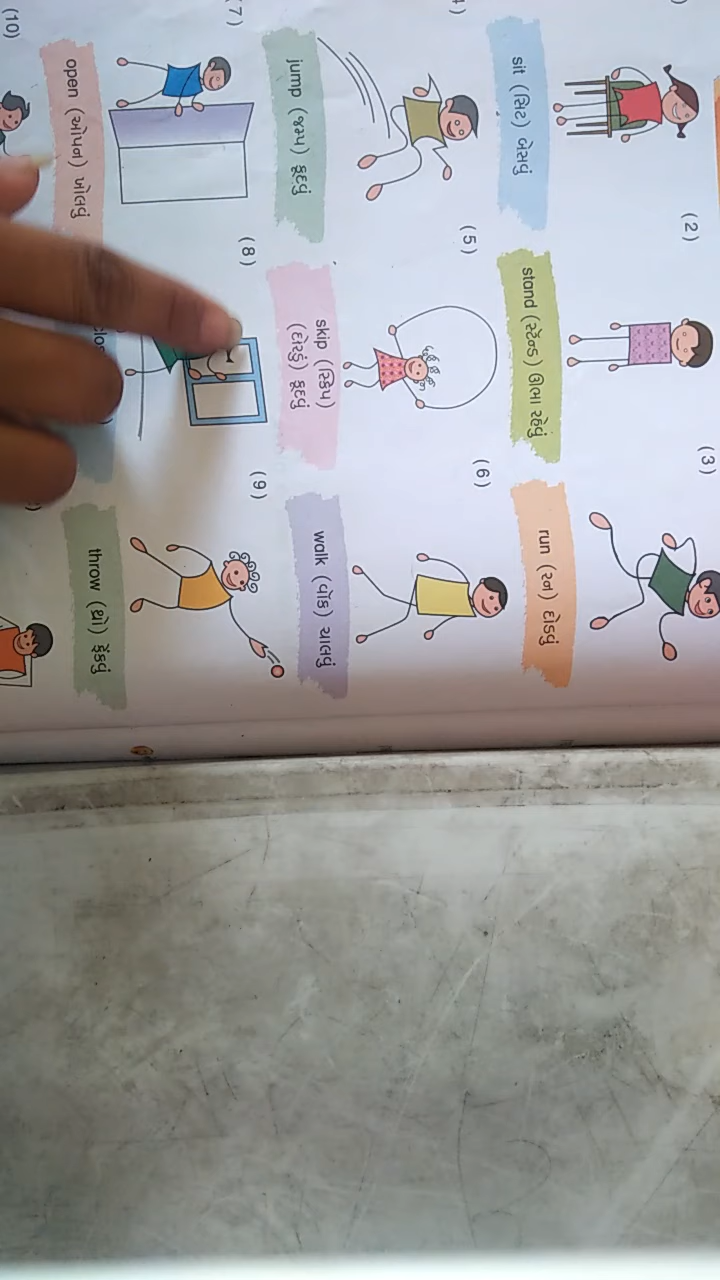 (2)
(3)
sit (સિટ) બેસવું
stand (સ્ટૅન્ડ) ઊભા રહેવું
run (રન) દોડવું
(5)
(6)
jump (જમ્પ) કૂદવું
skip (સ્કિપ)
(દોરડું) કૂદવું
walk (વૉક) ચાલવું
(8)
(9)
open (ઓપન) ખોલવું
throw (થ્રો) ફેંકવું
(10)